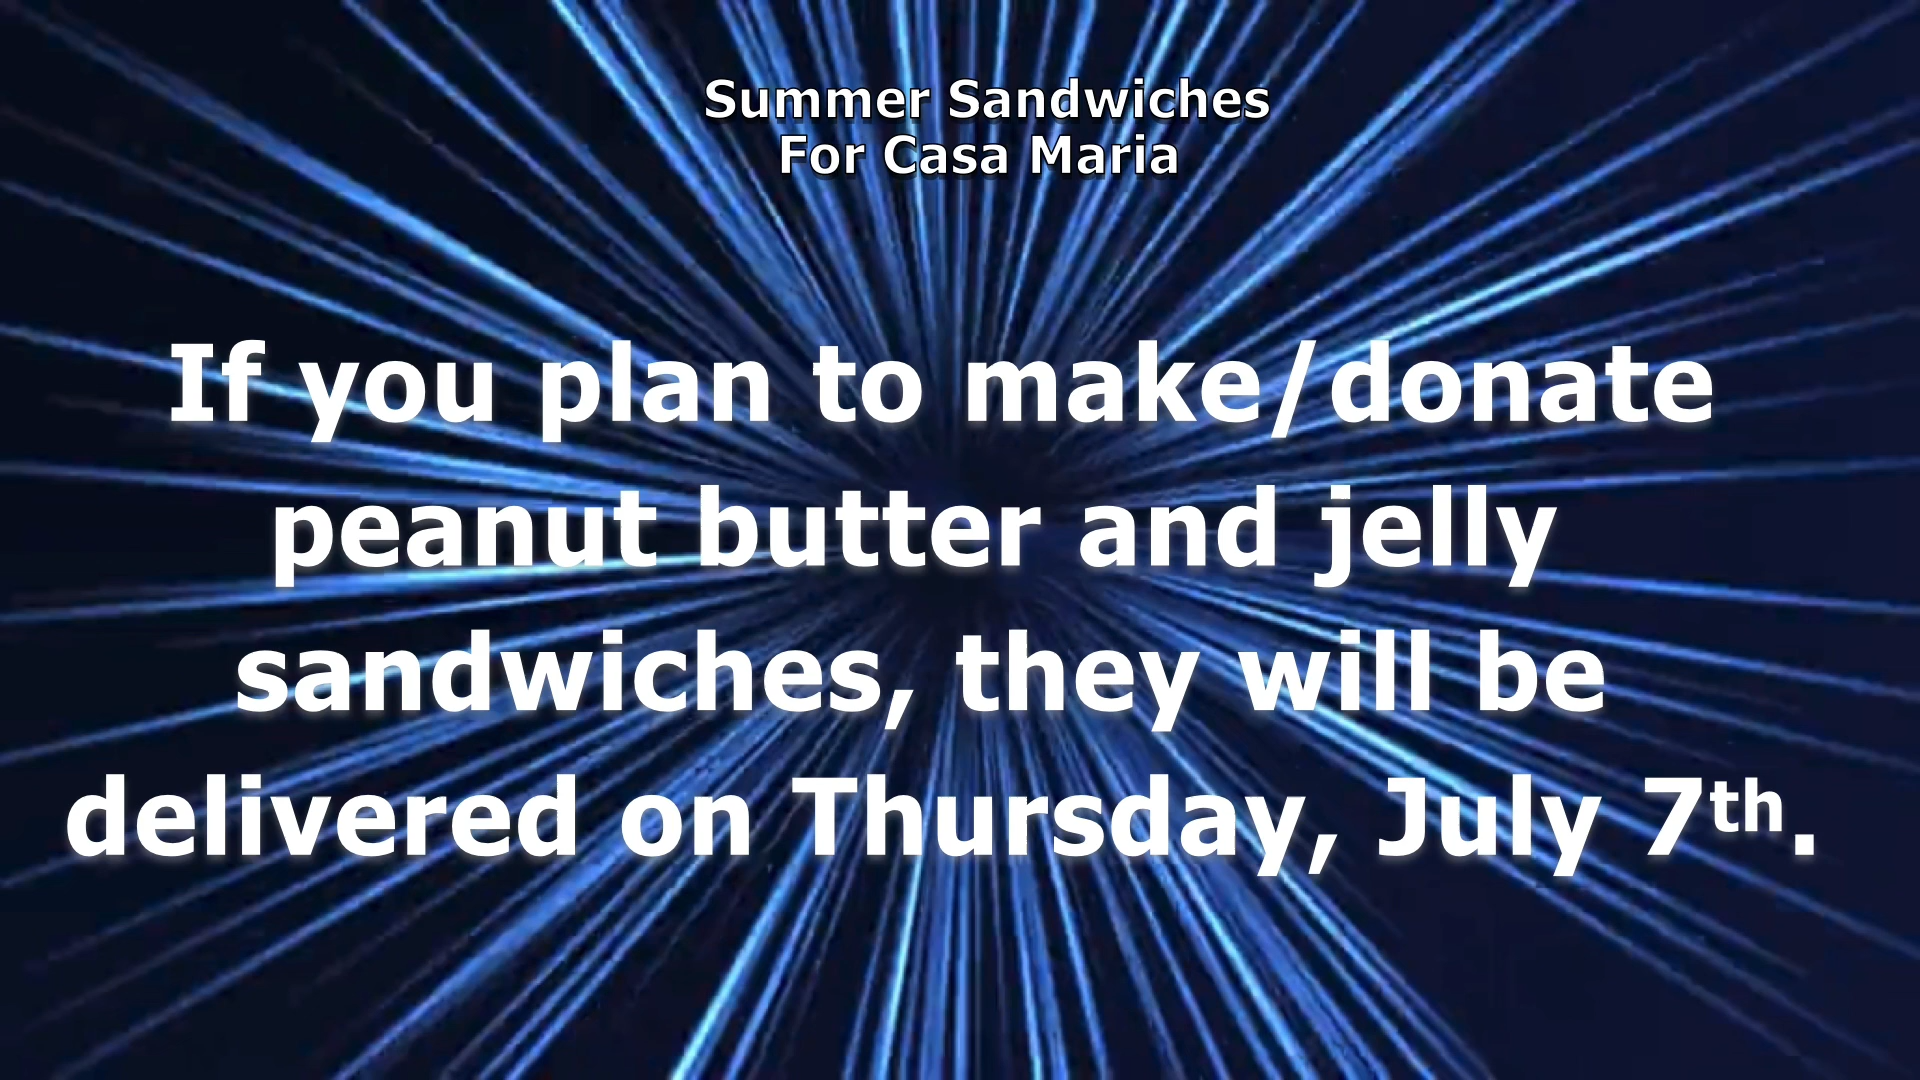 Summer Sandwiches
For Casa Maria
If you plan to make/donate
peanut butter and jelly
sandwiches, they will be
delivered on Thursday, July 7th.